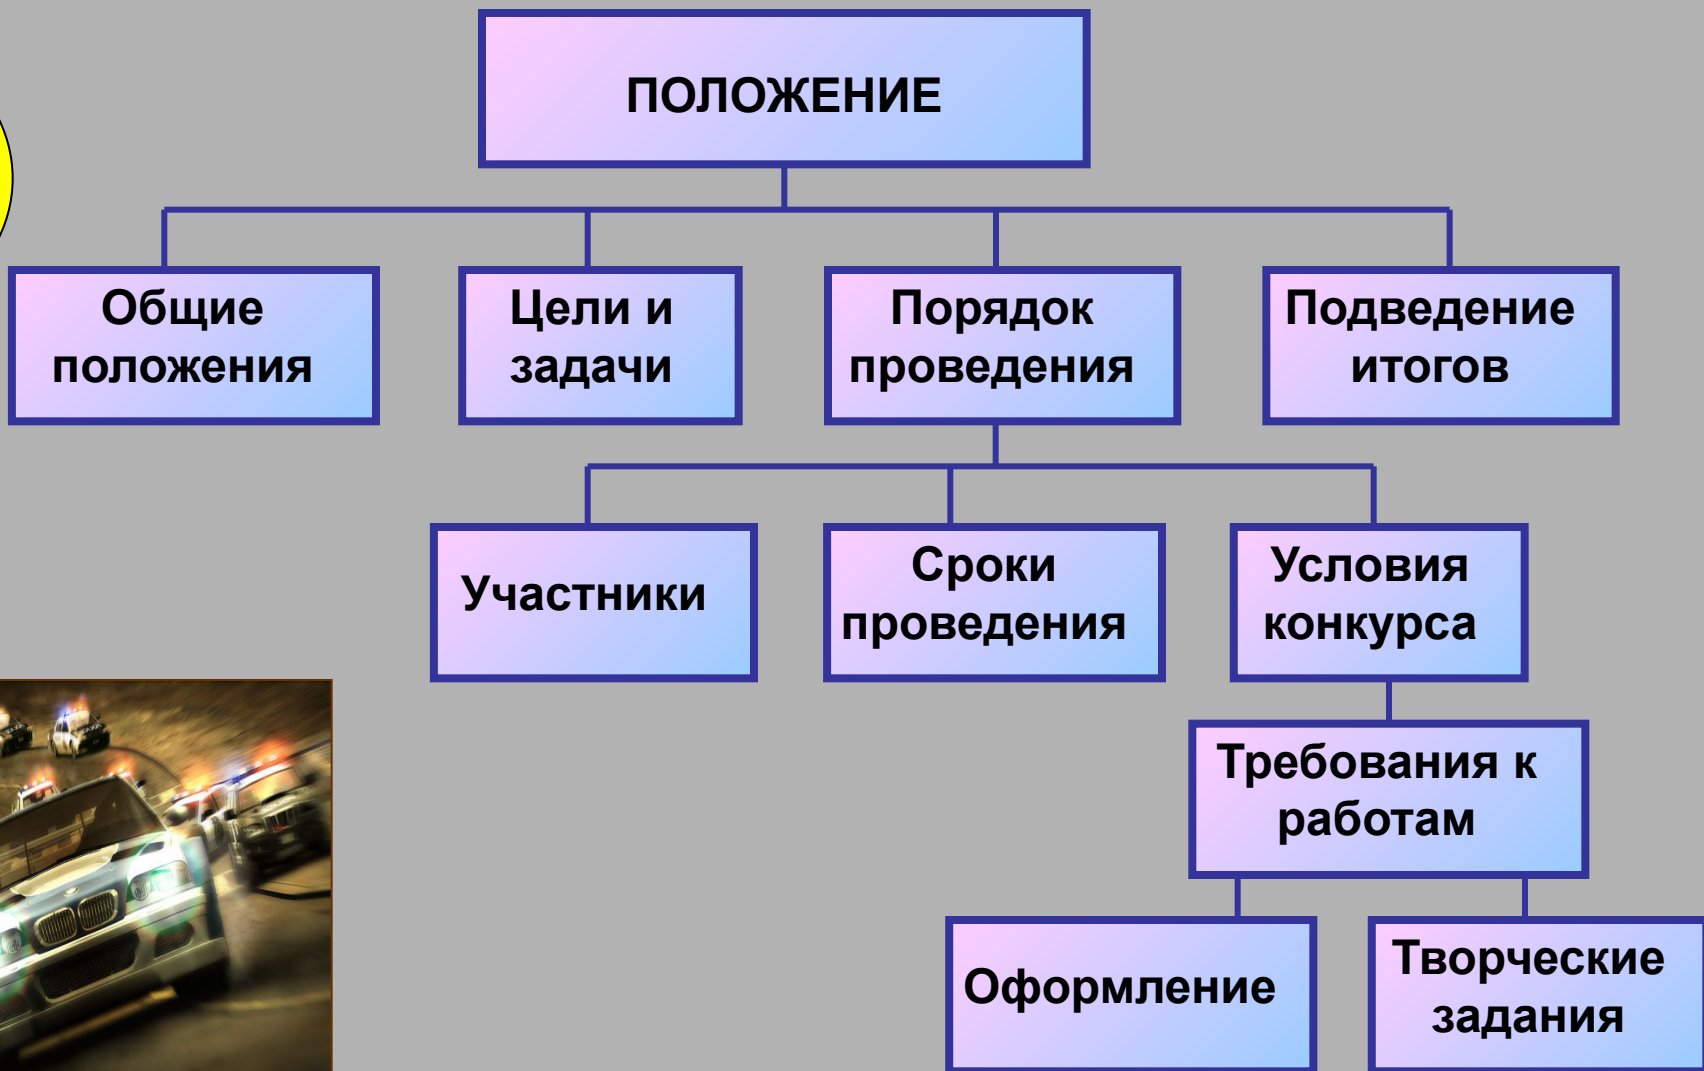 ПОЛОЖЕНИЕ
Общие
положения
Цели и
задачи
Порядок
проведения
Подведение
итогов
Участники
Сроки
проведения
Условия
конкурса
Требования к
работам
Оформление
Творческие
задания